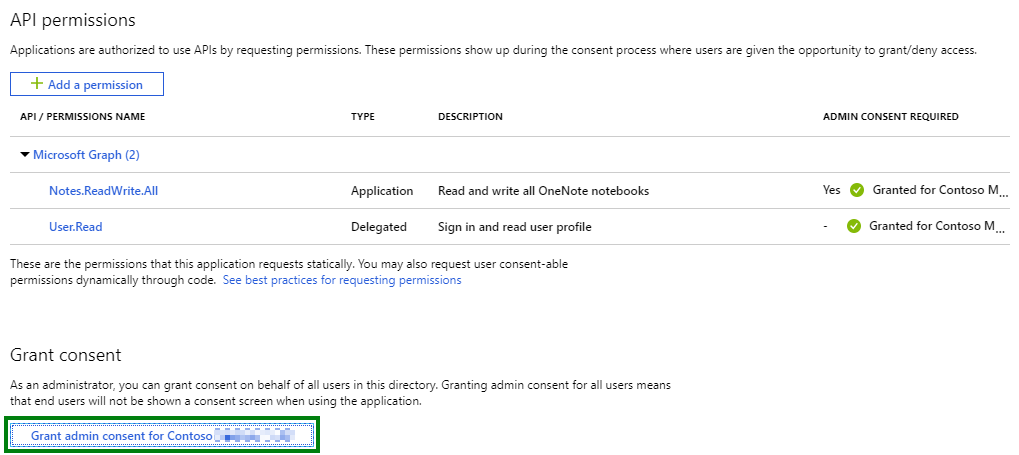 API permissions
Applications are authorized to use APIs by requesting permissions. These permissions show up during the consent process where users are given the opportunity to grant/deny access.
+ Add a permission
API / PERMISSIONS NAME TYPE DESCRIPTION ADMIN CONSENT REQUIRED
Microsoft Graph (2)
Notes.ReadWrite.All Application Read and write all OneNote notebooks Yes Granted for Contoso M...
User.Read Delegated Sign in and read user profile - Granted for Contoso M...
These are the permissions that this application requests statically. You may also request user consent-able
permissions dynamically through code. See best practices for requesting permissions
Grant consent
As an administrator, you can grant consent on behalf of all users in this directory. Granting admin consent for all users means
that end users will not be shown a consent screen when using the application.
Grant admin consent for Contoso